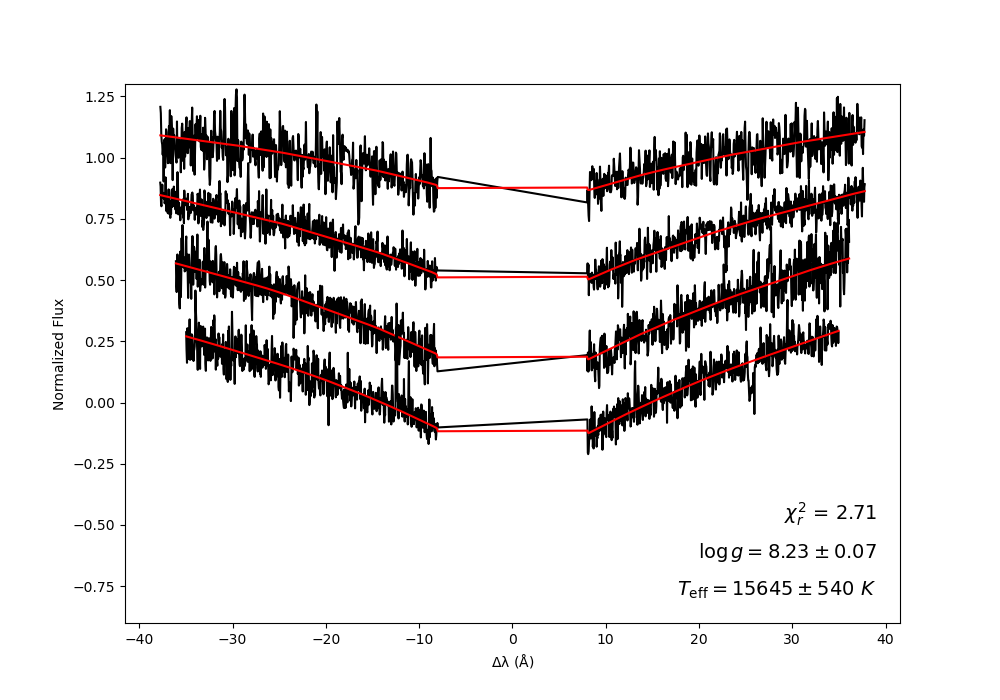 1.25
1.00
0.75
0.50
0.25
0.00
−0.25
−0.50
−0.75
Normalized Flux
χ²ᵣ = 2.71
log g = 8.23 ± 0.07
T_eff = 15645 ± 540 K
−40 −30 −20 −10 0 10 20 30 40
Δλ (Å)